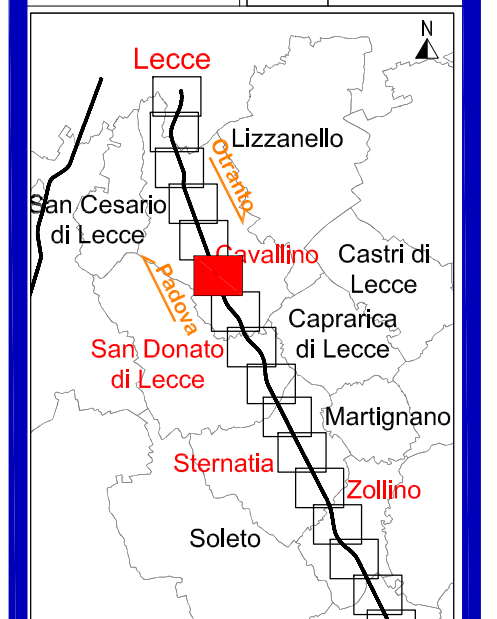 N
Lecce
Lizzanello
Otranto
San Cesario
di Lecce
Cavallino
Castri di
Lecce
Padova
Caprarica
di Lecce
San Donato
di Lecce
Martignano
Sternatia
Zollino
Soleto